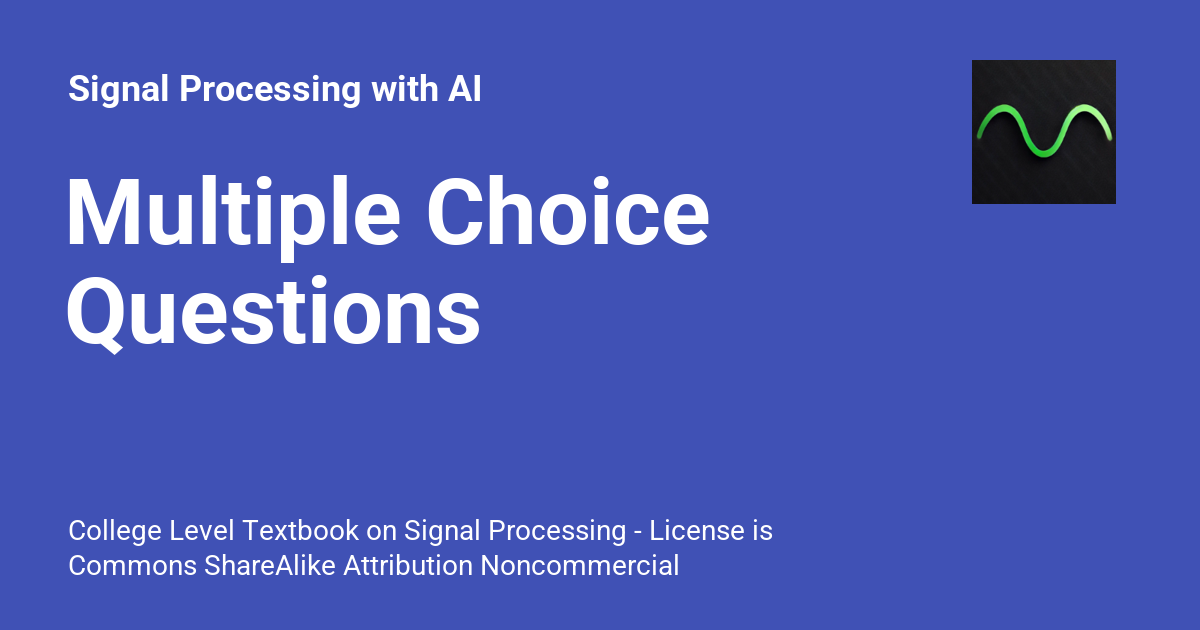 Signal Processing with AI
Multiple Choice
Questions
College Level Textbook on Signal Processing - License is
Commons ShareAlike Attribution Noncommercial